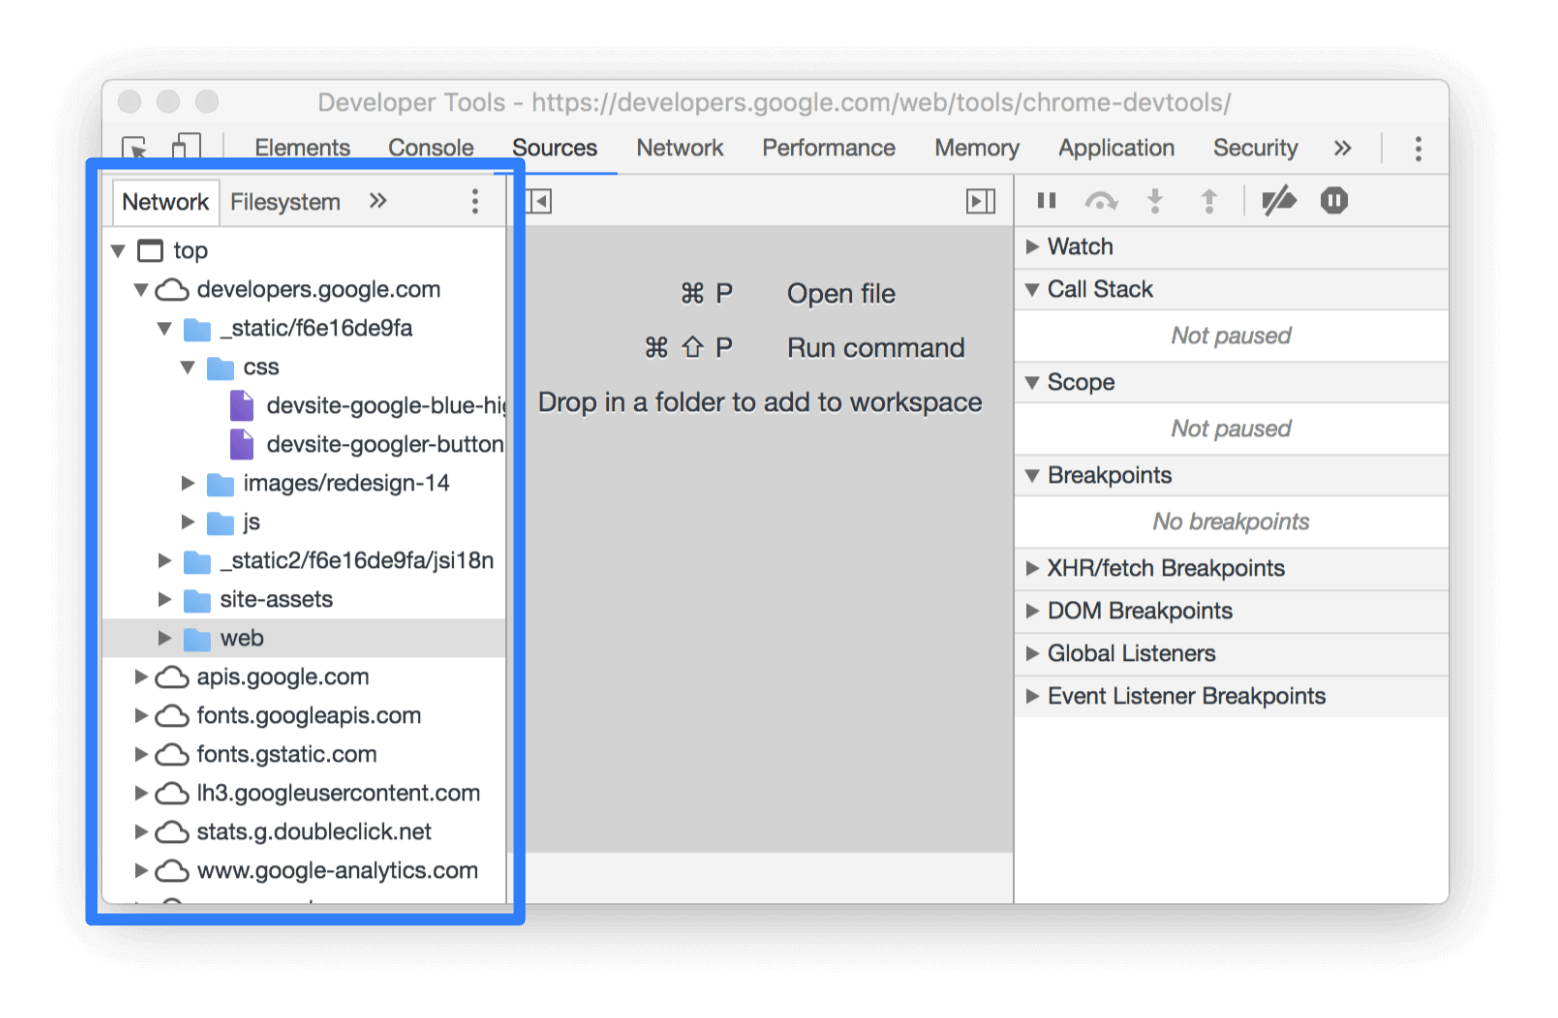 Developer Tools - https://developers.google.com/web/tools/chrome-devtools/
Elements Console Sources Network Performance Memory Application Security »
Network Filesystem »
top
developers.google.com
_static/f6e16de9fa
css
devsite-google-blue-hi
devsite-googler-button
images/redesign-14
js
_static2/f6e16de9fa/jsi18n
site-assets
web
apis.google.com
fonts.googleapis.com
fonts.gstatic.com
lh3.googleusercontent.com
stats.g.doubleclick.net
www.google-analytics.com
⌘ P Open file
⌘ ⇧ P Run command
Drop in a folder to add to workspace
Watch
Call Stack
Not paused
Scope
Not paused
Breakpoints
No breakpoints
XHR/fetch Breakpoints
DOM Breakpoints
Global Listeners
Event Listener Breakpoints